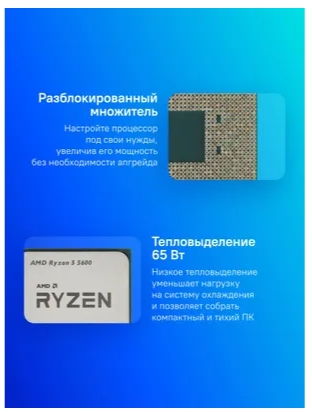 Разблокированный
множитель
Настройте процессор
под свои нужды,
увеличив его мощность
без необходимости апгрейда
AMD Ryzen 5 5600
AMD
RYZEN
Тепловыделение
65 Вт
Низкое тепловыделение
уменьшает нагрузку
на систему охлаждения
и позволяет собрать
компактный и тихий ПК